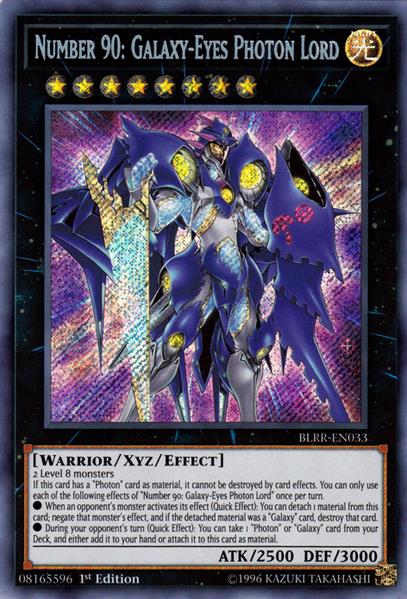 Number 90: Galaxy-Eyes Photon Lord
光
90
BLRR-EN033
[Warrior/Xyz/Effect]
2 Level 8 monsters
If this card has a "Photon" card as material, it cannot be destroyed by card effects. You can only use
each of the following effects of "Number 90: Galaxy-Eyes Photon Lord" once per turn.
● When an opponent's monster activates its effect (Quick Effect): You can detach 1 material from this
card; negate that monster's effect, and if the detached material was a "Galaxy" card, destroy that card.
● During your opponent's turn (Quick Effect): You can take 1 "Photon" or "Galaxy" card from your
Deck, and either add it to your hand or attach it to this card as material.
ATK/2500 DEF/3000
08165596 1st Edition ©1996 KAZUKI TAKAHASHI